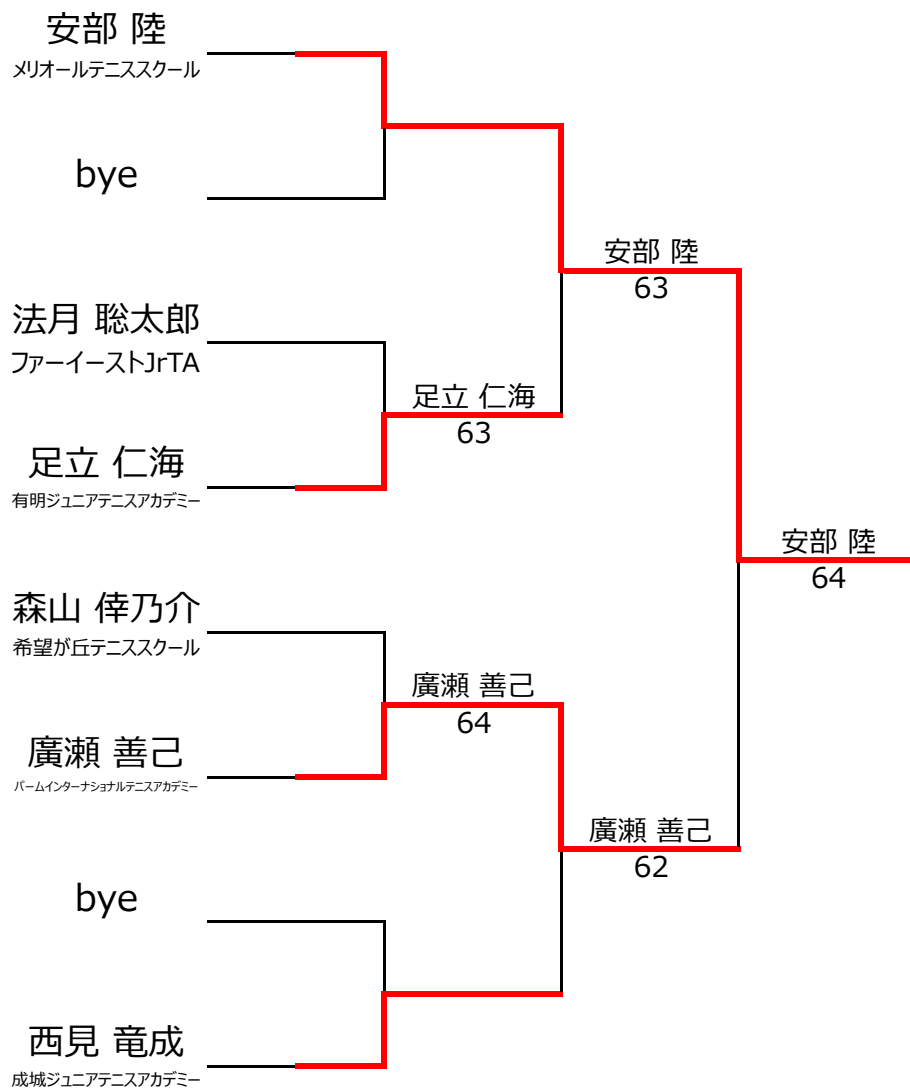 安部 陸
メリオールテニススクール
bye
法月 聡太郎
ファーイーストJrTA
足立 仁海
有明ジュニアテニスアカデミー
森山 倖乃介
希望が丘テニススクール
廣瀬 善己
パームインターナショナルテニスアカデミー
bye
西見 竜成
成城ジュニアテニスアカデミー
足立 仁海
63
廣瀬 善己
64
安部 陸
63
廣瀬 善己
62
安部 陸
64